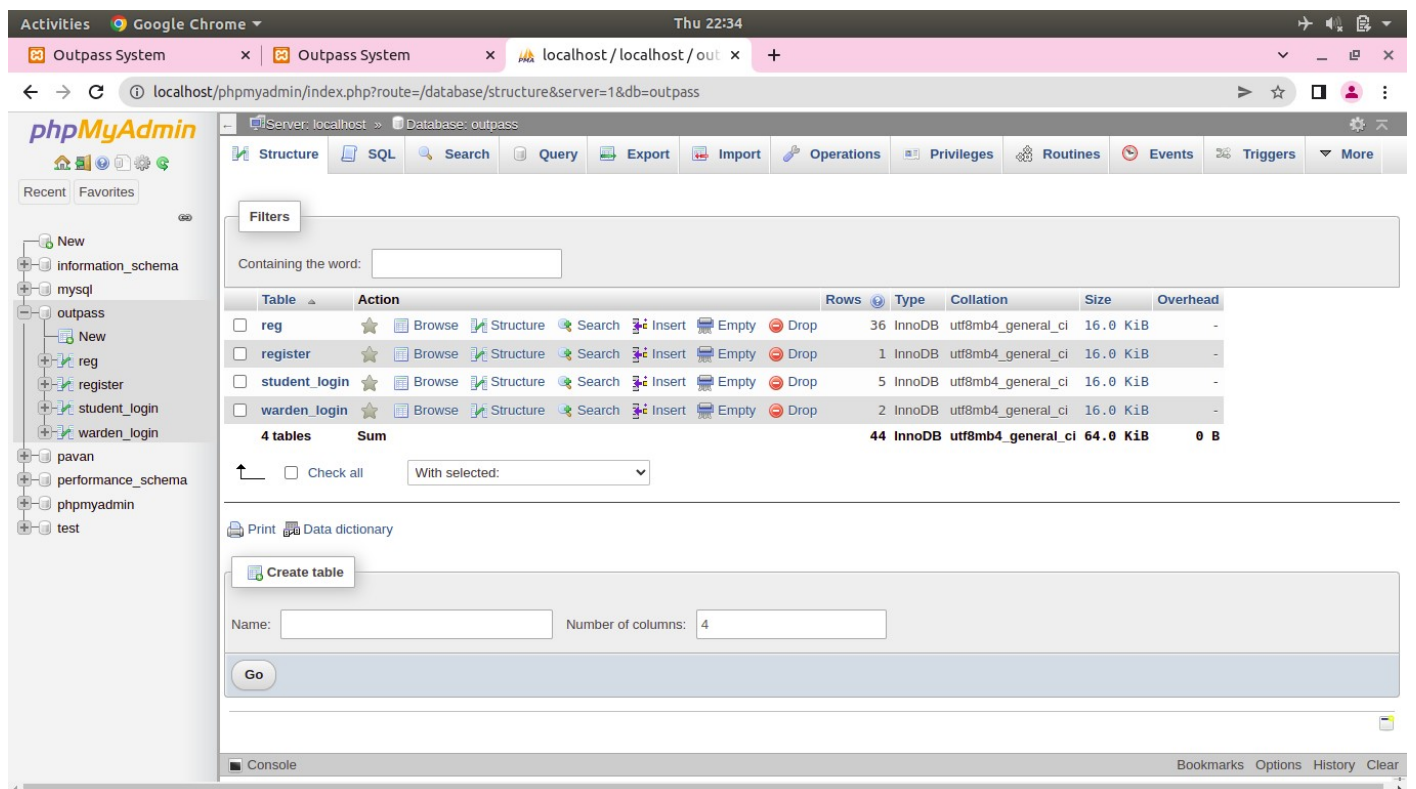 Activities Google Chrome Thu 22:34
Outpass System × Outpass System × localhost / localhost / out × +
localhost/phpmyadmin/index.php?route=/database/structure&server=1&db=outpass
phpMyAdmin
Recent Favorites
New
information_schema
mysql
outpass
New
reg
register
student_login
warden_login
pavan
performance_schema
phpmyadmin
test
Server: localhost » Database: outpass
Structure SQL Search Query Export Import Operations Privileges Routines Events Triggers More
Filters
Containing the word:
Table Action Rows Type Collation Size Overhead
reg Browse Structure Search Insert Empty Drop 36 InnoDB utf8mb4_general_ci 16.0 KiB -
register Browse Structure Search Insert Empty Drop 1 InnoDB utf8mb4_general_ci 16.0 KiB -
student_login Browse Structure Search Insert Empty Drop 5 InnoDB utf8mb4_general_ci 16.0 KiB -
warden_login Browse Structure Search Insert Empty Drop 2 InnoDB utf8mb4_general_ci 16.0 KiB -
4 tables Sum 44 InnoDB utf8mb4_general_ci 64.0 KiB 0 B
Check all With selected:
Print Data dictionary
Create table
Name: Number of columns: 4
Go
Console Bookmarks Options History Clear